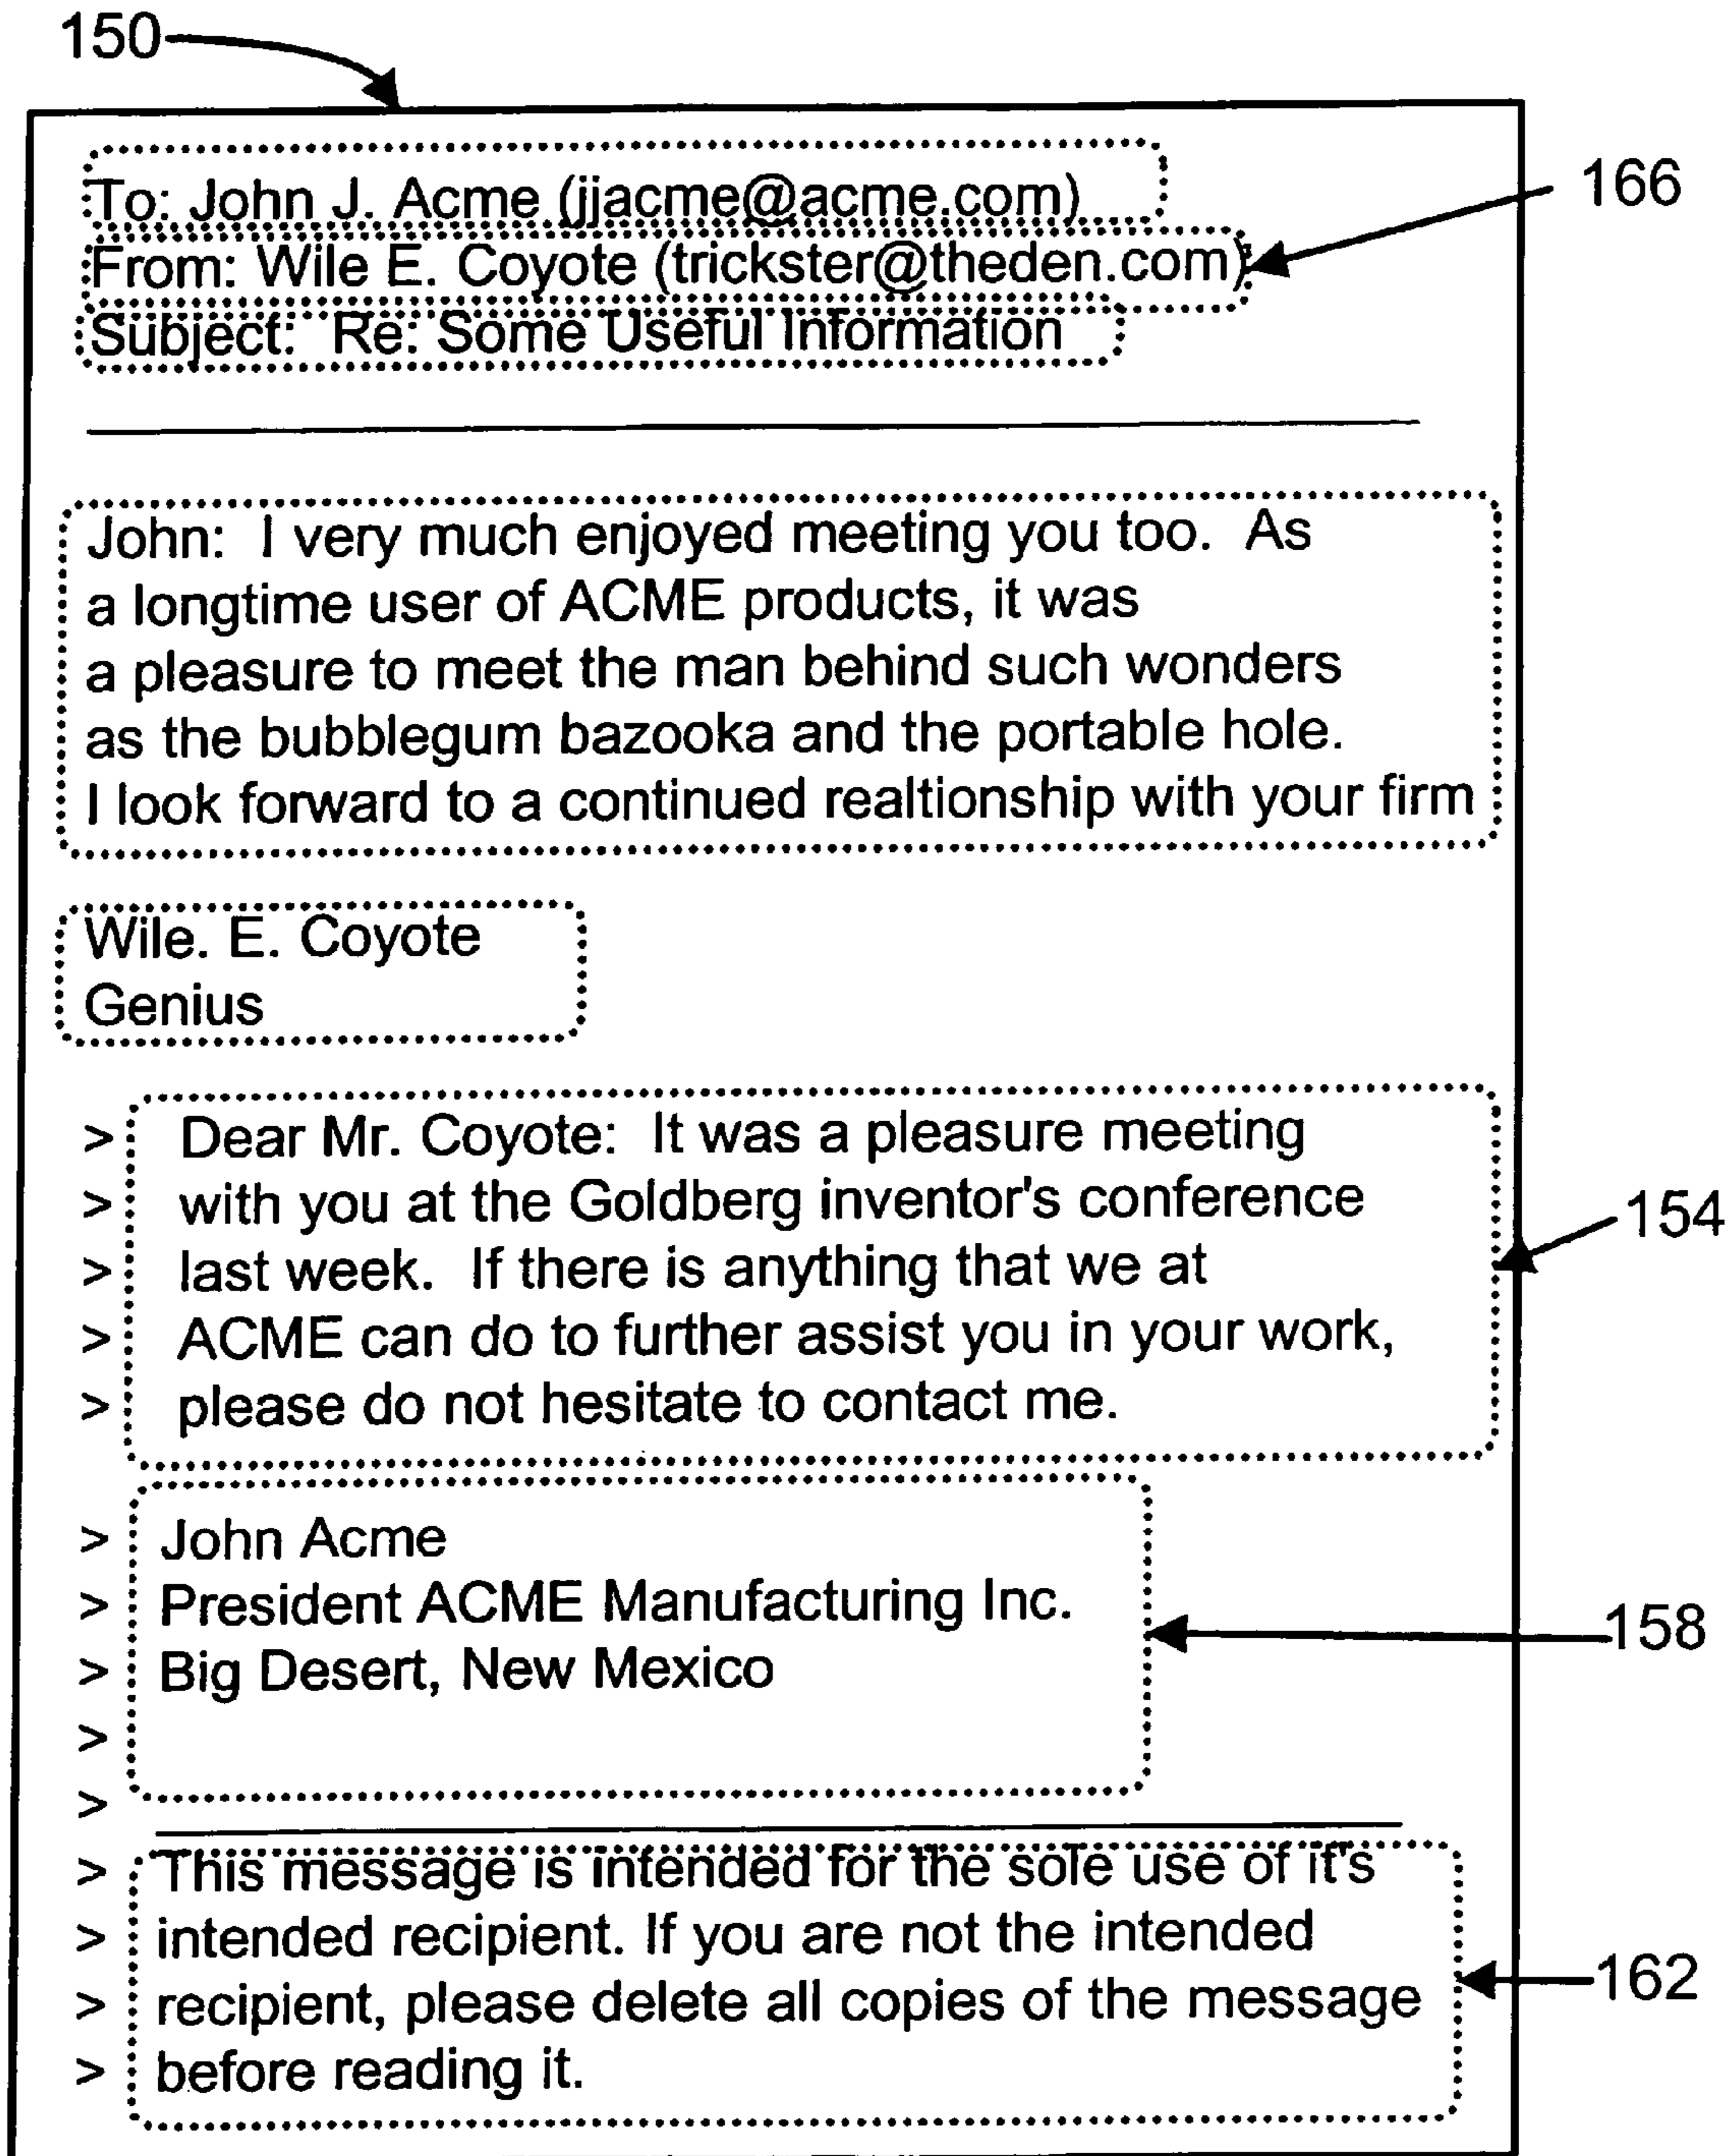 150
To: John J. Acme (jjacme@acme.com)
166
From: Wile E. Coyote (trickster@theden.com)
Subject: Re: Some Useful Information
John: I very much enjoyed meeting you too. As
a longtime user of ACME products, it was
a pleasure to meet the man behind such wonders
as the bubblegum bazooka and the portable hole.
I look forward to a continued realtionship with your firm
Wile. E. Coyote
Genius
> Dear Mr. Coyote: It was a pleasure meeting
> with you at the Goldberg inventor's conference
154
> last week. If there is anything that we at
> ACME can do to further assist you in your work,
> please do not hesitate to contact me.
> John Acme
> President ACME Manufacturing Inc.
158
> Big Desert, New Mexico
>
>
> This message is intended for the sole use of it's
> intended recipient. If you are not the intended
162
> recipient, please delete all copies of the message
> before reading it.